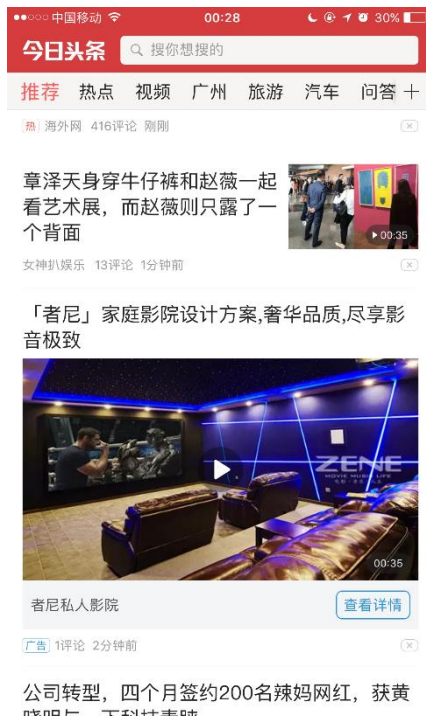 中国移动 00:28 30%
今日头条 搜你想搜的
推荐 热点 视频 广州 旅游 汽车 问答 +
热 海外网 416评论 刚刚
章泽天身穿牛仔裤和赵薇一起
看艺术展，而赵薇则只露了一
个背面
00:35
女神扒娱乐 13评论 1分钟前
「者尼」家庭影院设计方案,奢华品质,尽享影
音极致
ZENE
MOVIE MUSIC LIFE
00:35
者尼私人影院 查看详情
广告 1评论 2分钟前
公司转型，四个月签约200名辣妈网红，获黄